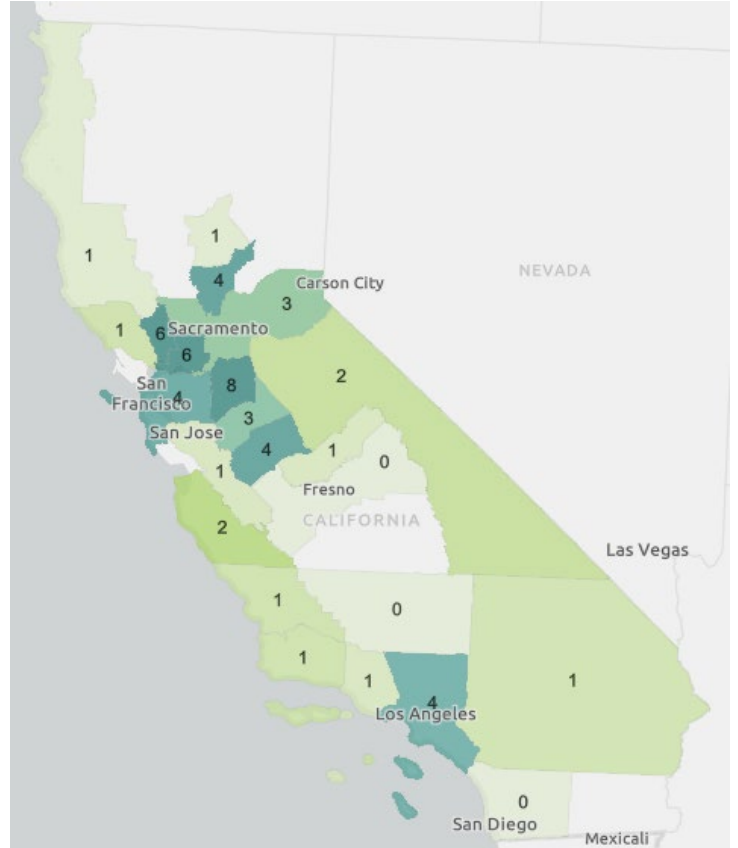 1
1
4
NEVADA
Carson City
3
1
6
Sacramento
6
2
8
San
Francisco
4
3
San Jose
4
1
0
1
Fresno
CALIFORNIA
2
Las Vegas
1
0
1
1
1
4
Los Angeles
0
San Diego
Mexicali